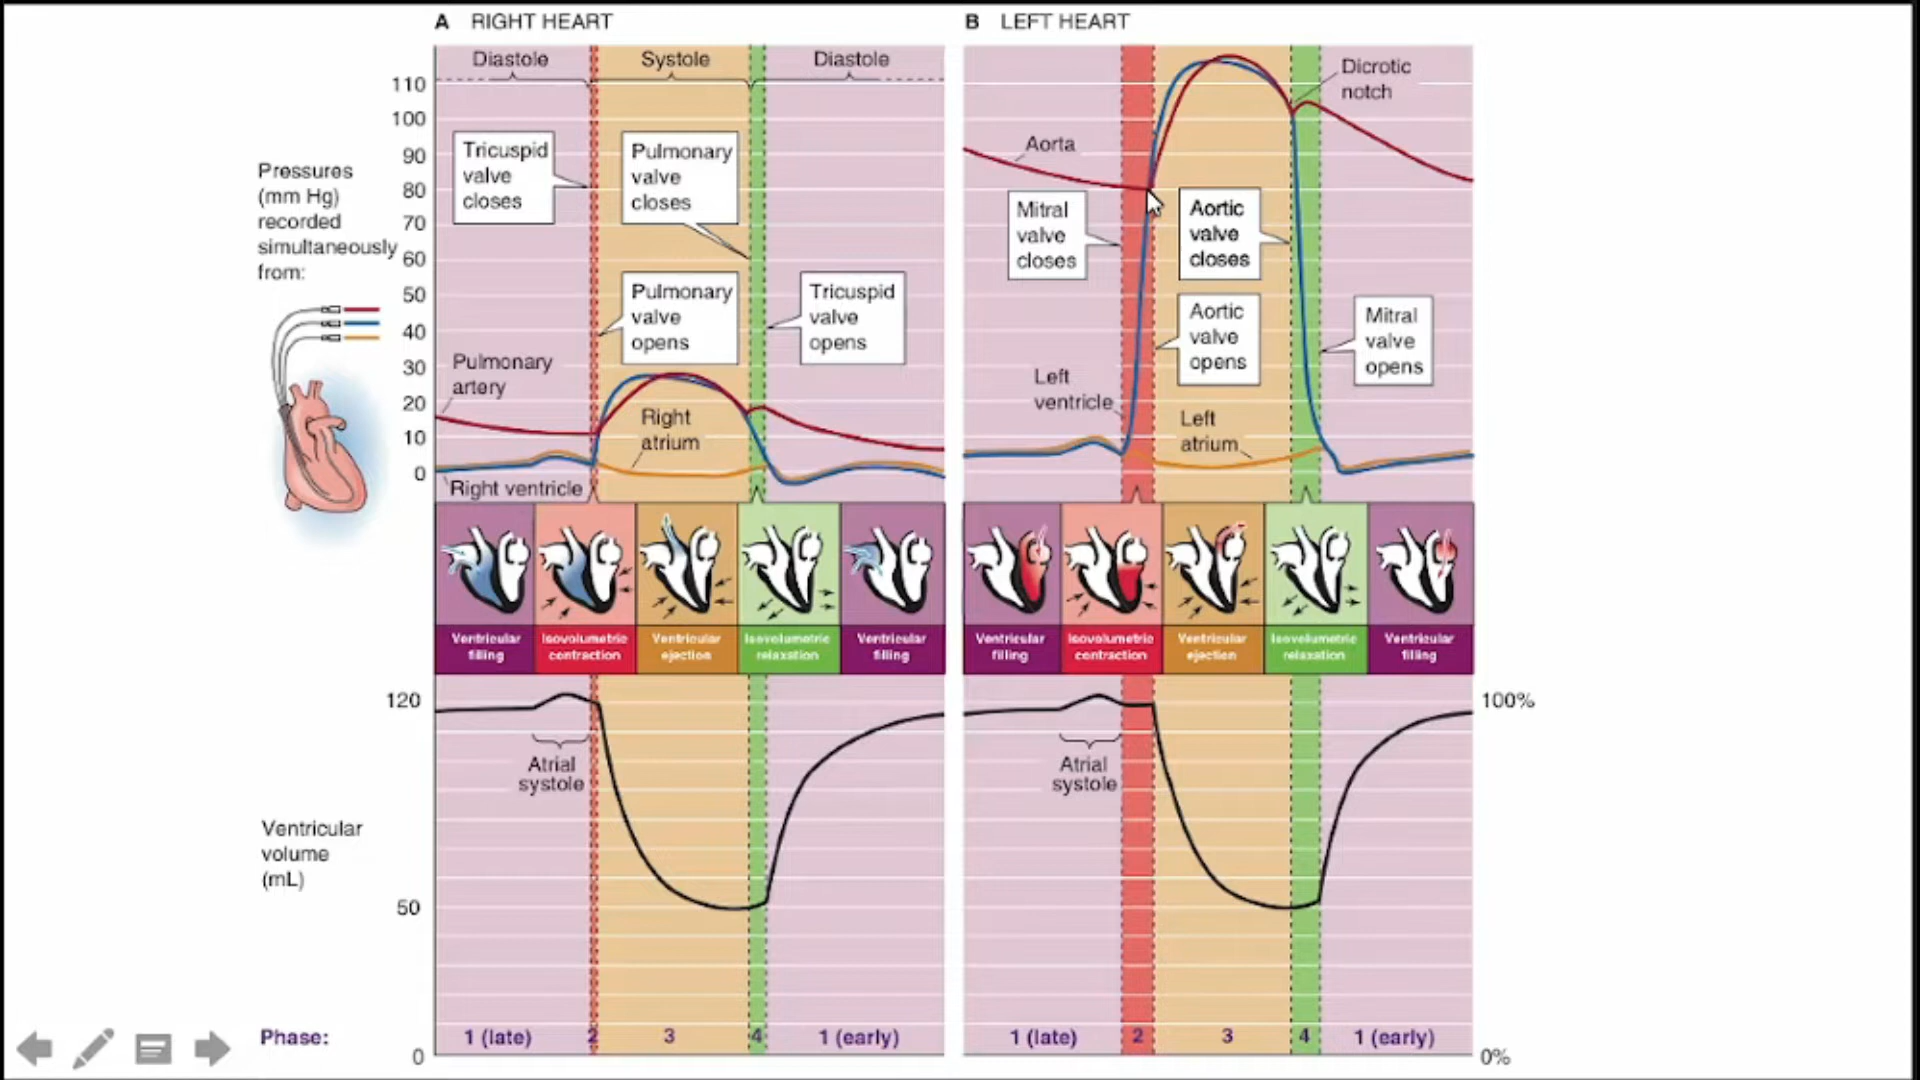 A RIGHT HEART
B LEFT HEART
Diastole
Systole
Diastole
110
100
90
80
70
60
50
40
30
20
10
0
Pressures
(mm Hg)
recorded
simultaneously
from:
Tricuspid
valve
closes
Pulmonary
valve
closes
Pulmonary
valve
opens
Tricuspid
valve
opens
Pulmonary
artery
Right
atrium
Right ventricle
Dicrotic
notch
Aorta
Mitral
valve
closes
Aortic
valve
closes
Aortic
valve
opens
Mitral
valve
opens
Left
ventricle
Left
atrium
Ventricular
filling
Isovolumetric
contraction
Ventricular
ejection
Isovolumetric
relaxation
Ventricular
filling
Ventricular
filling
Isovolumetric
contraction
Ventricular
ejection
Isovolumetric
relaxation
Ventricular
filling
120
100%
Atrial
systole
Atrial
systole
Ventricular
volume
(mL)
50
Phase:
1 (late) 2 3 4 1 (early)
1 (late) 2 3 4 1 (early)
0
0%